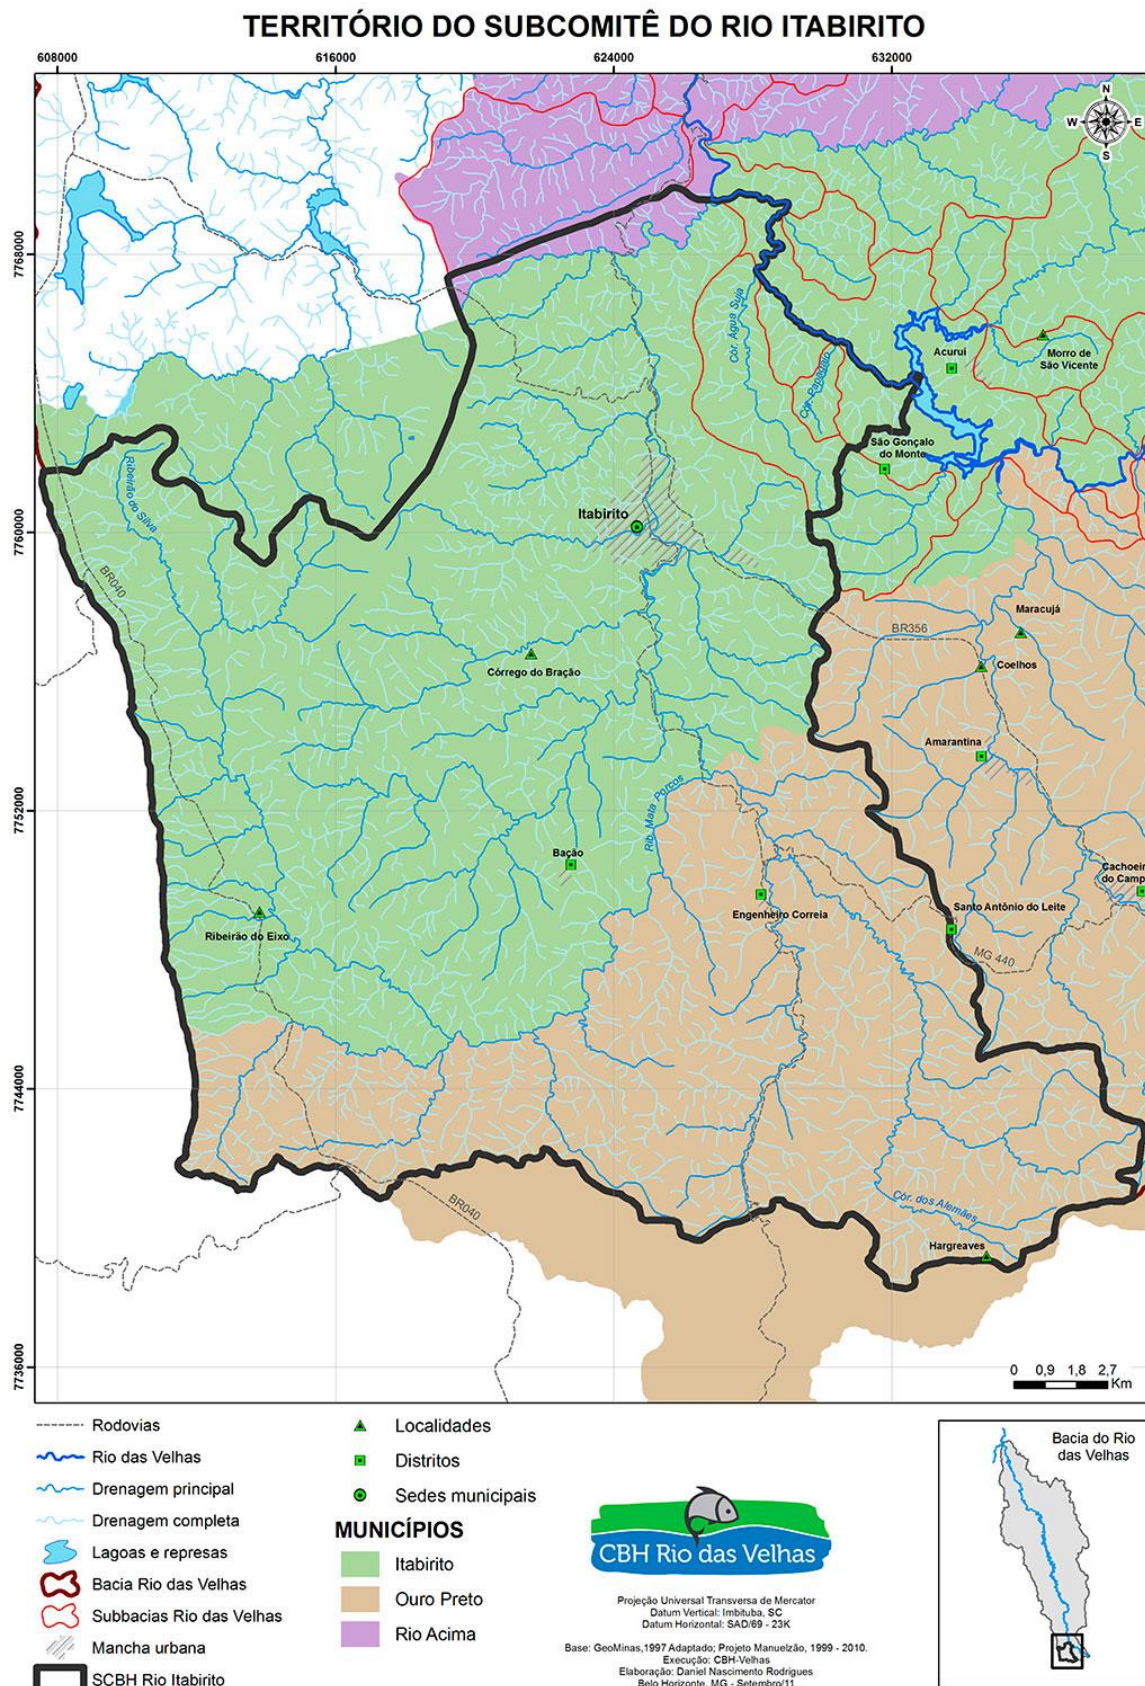 TERRITÓRIO DO SUBCOMITÊ DO RIO ITABIRITO
608000
616000
624000
632000
N
W
E
S
7768000
7760000
7752000
7744000
7736000
Cór. Água Suja
Cór. Papagaio
Acuruí
Morro de
São Vicente
São Gonçalo
do Monte
Ribeirão do Silva
Itabirito
BR040
BR356
Maracujá
Coelhos
Córrego do Bração
Amarantina
Rib. Mata Porcos
Bação
Cachoeir
do Camp
Engenheiro Correia
Santo Antônio do Leite
Ribeirão do Eixo
MG 440
BR040
Cór. dos Alemães
Hargreaves
0 0,9 1,8 2,7
Km
Rodovias
Rio das Velhas
Drenagem principal
Drenagem completa
Lagoas e represas
Bacia Rio das Velhas
Subbacias Rio das Velhas
Mancha urbana
SCBH Rio Itabirito
Localidades
Distritos
Sedes municipais
MUNICÍPIOS
Itabirito
Ouro Preto
Rio Acima
CBH Rio das Velhas
Projeção Universal Transversa de Mercator
Datum Vertical: Imbituba, SC
Datum Horizontal: SAD/69 - 23K
Base: GeoMinas,1997 Adaptado; Projeto Manuelzão, 1999 - 2010.
Execução: CBH-Velhas
Elaboração: Daniel Nascimento Rodrigues
Belo Horizonte, MG - Setembro/11
Bacia do Rio
das Velhas